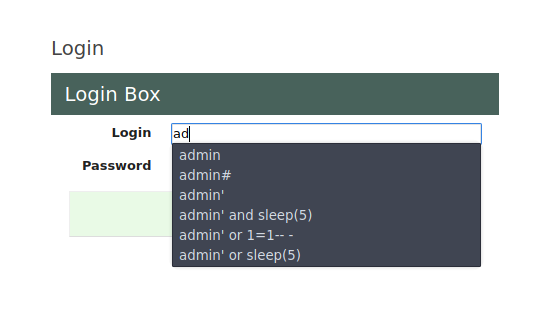 Login
Login Box
Login
ad
Password
admin
admin#
admin'
admin' and sleep(5)
admin' or 1=1-- -
admin' or sleep(5)